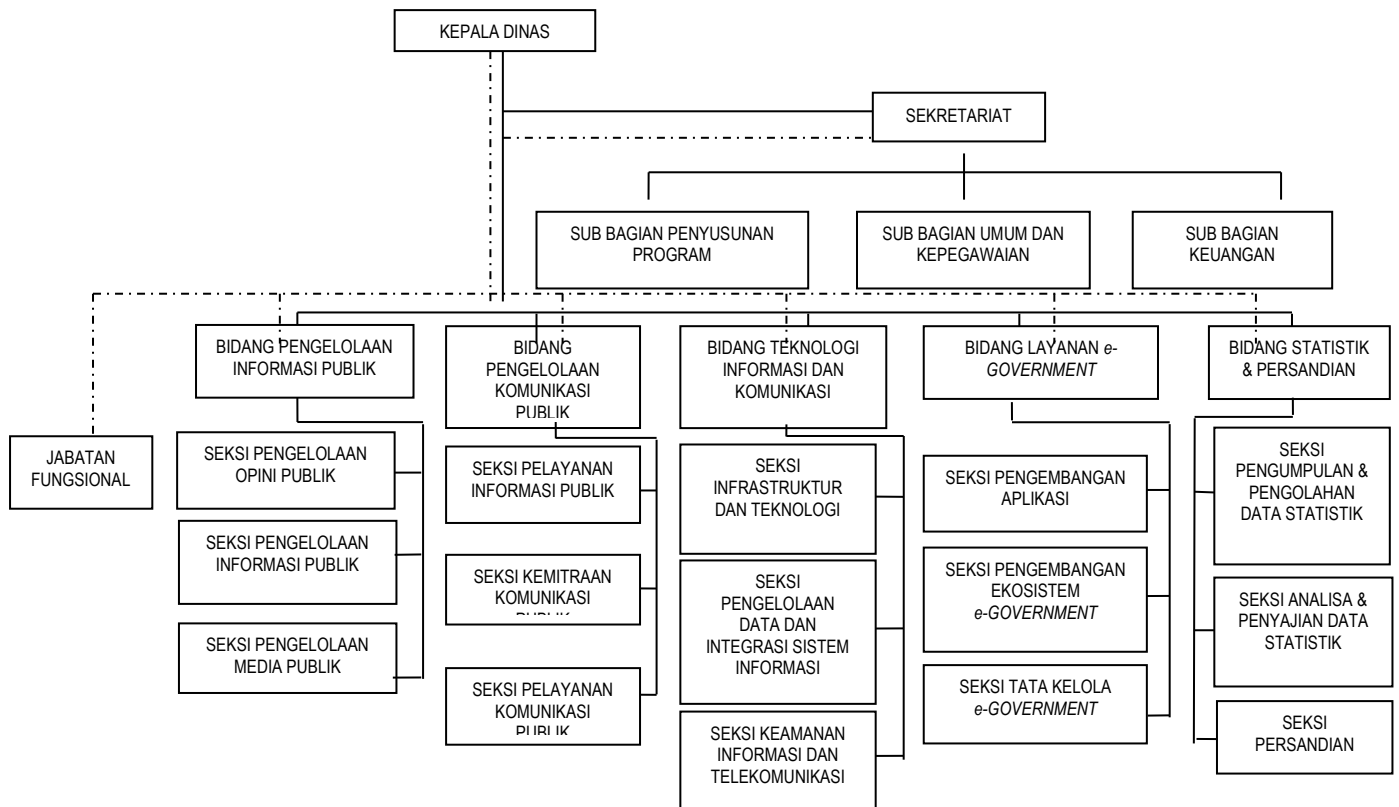 KEPALA DINAS
SEKRETARIAT
SUB BAGIAN PENYUSUNAN
PROGRAM
SUB BAGIAN UMUM DAN
KEPEGAWAIAN
SUB BAGIAN
KEUANGAN
BIDANG PENGELOLAAN
INFORMASI PUBLIK
BIDANG
PENGELOLAAN
KOMUNIKASI
PUBLIK
BIDANG TEKNOLOGI
INFORMASI DAN
KOMUNIKASI
BIDANG LAYANAN e-
GOVERNMENT
BIDANG STATISTIK
& PERSANDIAN
JABATAN
FUNGSIONAL
SEKSI PENGELOLAAN
OPINI PUBLIK
SEKSI PENGELOLAAN
INFORMASI PUBLIK
SEKSI PENGELOLAAN
MEDIA PUBLIK
SEKSI PELAYANAN
INFORMASI PUBLIK
SEKSI KEMITRAAN
KOMUNIKASI
PUBLIK
SEKSI PELAYANAN
KOMUNIKASI
PUBLIK
SEKSI
INFRASTRUKTUR
DAN TEKNOLOGI
SEKSI
PENGELOLAAN
DATA DAN
INTEGRASI SISTEM
INFORMASI
SEKSI KEAMANAN
INFORMASI DAN
TELEKOMUNIKASI
SEKSI PENGEMBANGAN
APLIKASI
SEKSI PENGEMBANGAN
EKOSISTEM
e-GOVERNMENT
SEKSI TATA KELOLA
e-GOVERNMENT
SEKSI
PENGUMPULAN &
PENGOLAHAN
DATA STATISTIK
SEKSI ANALISA &
PENYAJIAN DATA
STATISTIK
SEKSI
PERSANDIAN